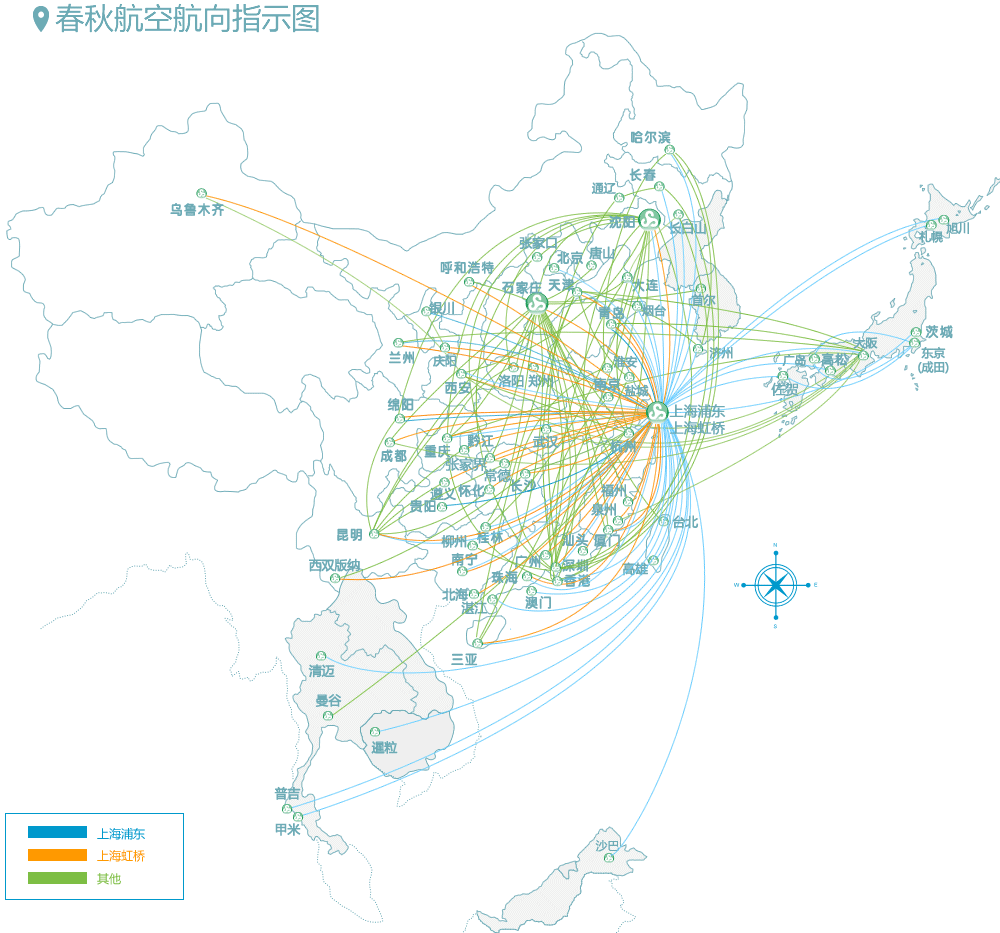 春秋航空航向指示图
哈尔滨
长春
通辽
乌鲁木齐
沈阳
长白山
旭川
札幌
张家口
唐山
北京
呼和浩特
石家庄
天津
大连
首尔
银川
青岛
烟台
茨城
大阪
兰州
庆阳
淮安
济州
广岛
高松
东京
(成田)
西安
洛阳
郑州
南京
盐城
佐贺
绵阳
上海浦东
上海虹桥
成都
重庆
黔江
武汉
杭州
张家界
常德
遵义
怀化
长沙
福州
贵阳
泉州
台北
昆明
柳州
桂林
汕头
厦门
西双版纳
南宁
广州
深圳
高雄
珠海
香港
北海
澳门
湛江
三亚
清迈
曼谷
暹粒
普吉
甲米
沙巴
N
W
E
S
上海浦东
上海虹桥
其他